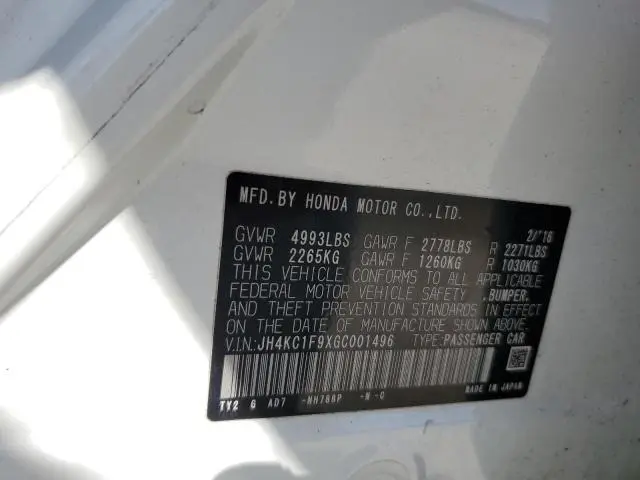 MFD. BY HONDA MOTOR CO.,LTD. 2/'16
GVWR 4993LBS GAWR F 2778LBS R 2271LBS
GVWR 2265KG GAWR F 1260KG R 1030KG
THIS VEHICLE CONFORMS TO ALL APPLICABLE
FEDERAL MOTOR VEHICLE SAFETY ,BUMPER,
AND THEFT PREVENTION STANDARDS IN EFFECT
ON THE DATE OF MANUFACTURE SHOWN ABOVE.
V.I.N:JH4KC1F9XGC001496 TYPE:PASSENGER CAR
TY2 G AD7 -NH788P -N -Q MADE IN JAPAN